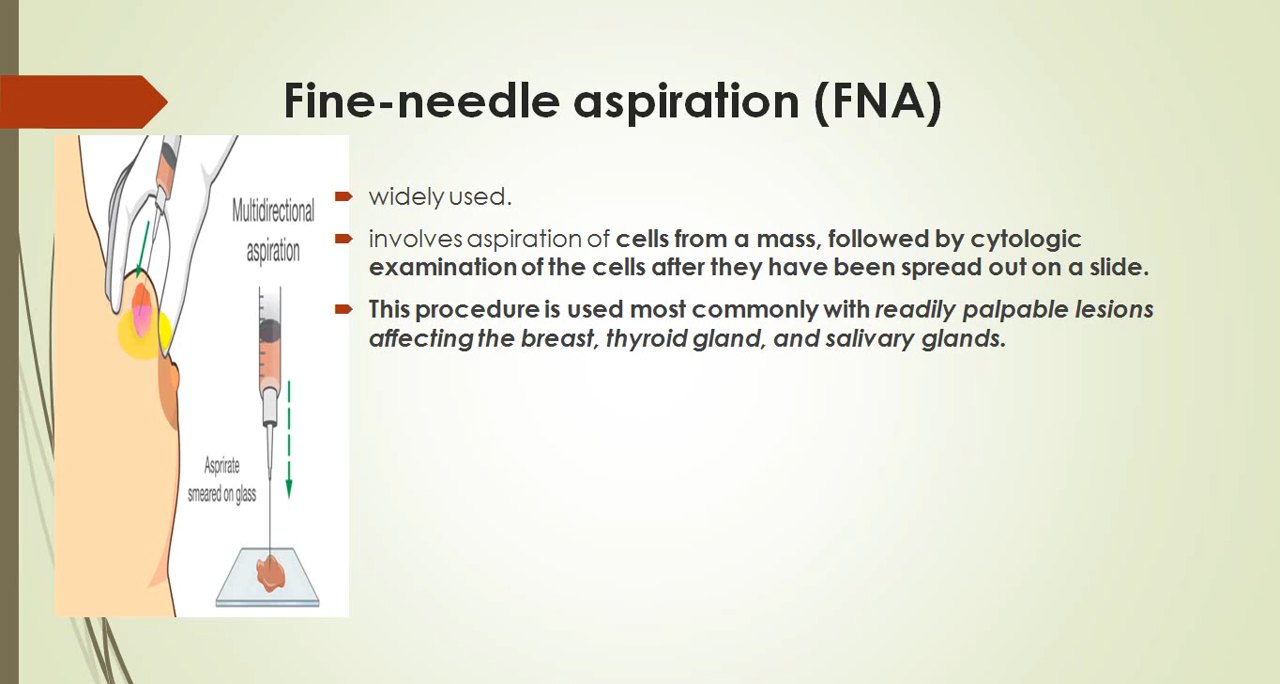 Fine-needle aspiration (FNA)
Multidirectional
aspiration
Asprirate
smeared on glass
widely used.
involves aspiration of cells from a mass, followed by cytologic
examination of the cells after they have been spread out on a slide.
This procedure is used most commonly with readily palpable lesions
affecting the breast, thyroid gland, and salivary glands.